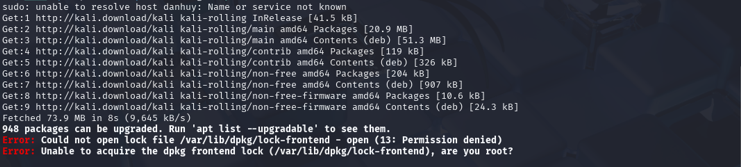 sudo: unable to resolve host danhuy: Name or service not known
Get:1 http://kali.download/kali kali-rolling InRelease [41.5 kB]
Get:2 http://kali.download/kali kali-rolling/main amd64 Packages [20.9 MB]
Get:3 http://kali.download/kali kali-rolling/main amd64 Contents (deb) [51.3 MB]
Get:4 http://kali.download/kali kali-rolling/contrib amd64 Packages [119 kB]
Get:5 http://kali.download/kali kali-rolling/contrib amd64 Contents (deb) [326 kB]
Get:6 http://kali.download/kali kali-rolling/non-free amd64 Packages [204 kB]
Get:7 http://kali.download/kali kali-rolling/non-free amd64 Contents (deb) [907 kB]
Get:8 http://kali.download/kali kali-rolling/non-free-firmware amd64 Packages [10.6 kB]
Get:9 http://kali.download/kali kali-rolling/non-free-firmware amd64 Contents (deb) [24.3 kB]
Fetched 73.9 MB in 8s (9,645 kB/s)
948 packages can be upgraded. Run 'apt list --upgradable' to see them.
Error: Could not open lock file /var/lib/dpkg/lock-frontend - open (13: Permission denied)
Error: Unable to acquire the dpkg frontend lock (/var/lib/dpkg/lock-frontend), are you root?